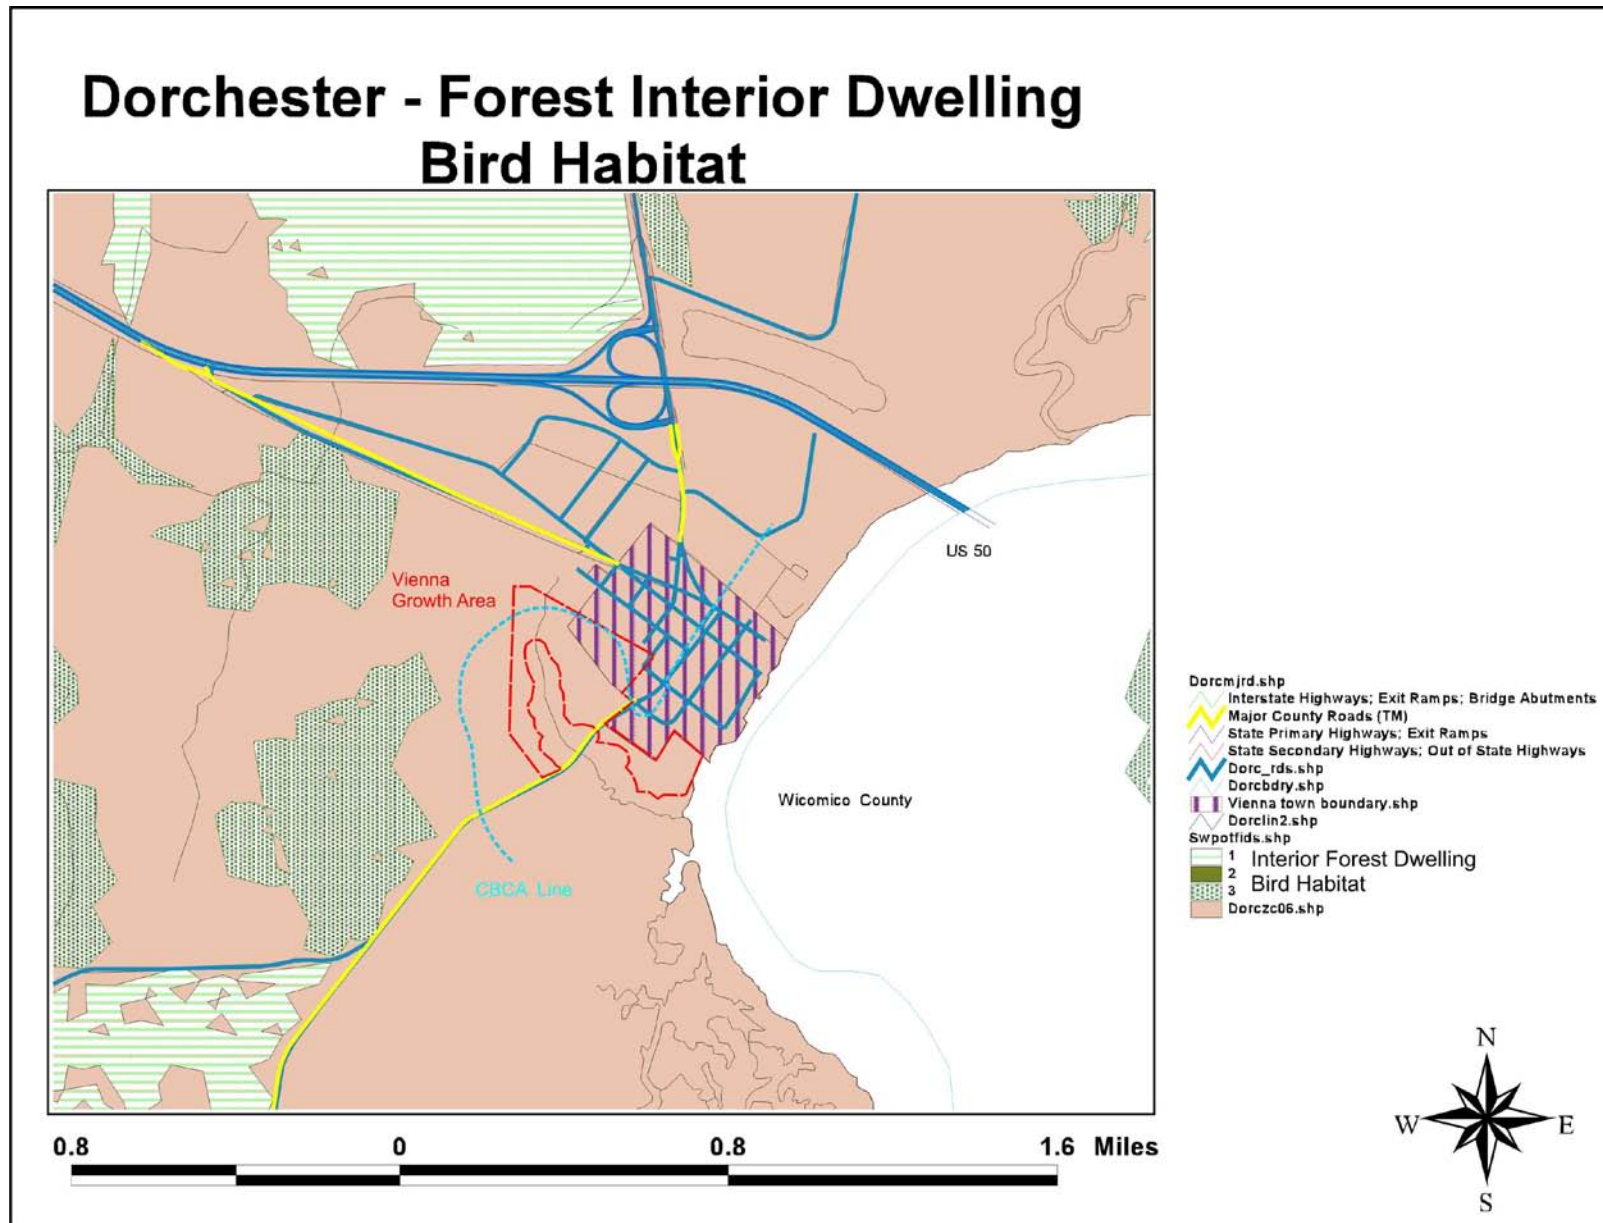 Dorchester - Forest Interior Dwelling
Bird Habitat
US 50
Vienna
Growth Area
Wicomico County
CBCA Line
Dorcmjrd.shp
Interstate Highways; Exit Ramps; Bridge Abutments
Major County Roads (TM)
State Primary Highways; Exit Ramps
State Secondary Highways; Out of State Highways
Dorc_rds.shp
Dorcbdry.shp
Vienna town boundary.shp
Dorclin2.shp
Swpotfids.shp
1 Interior Forest Dwelling
2
3 Bird Habitat
Dorczc06.shp
0.8 0 0.8 1.6 Miles
N
W E
S